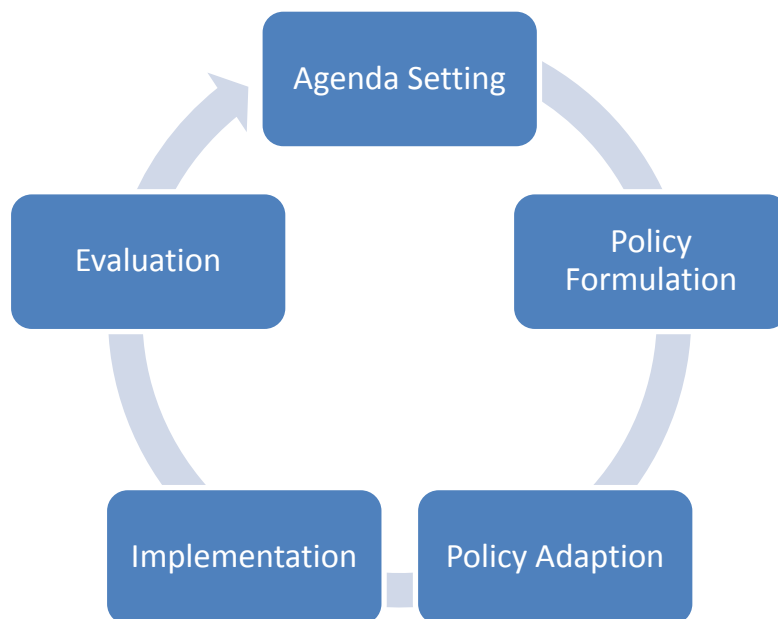 Agenda Setting
Policy
Formulation
Policy Adaption
Implementation
Evaluation